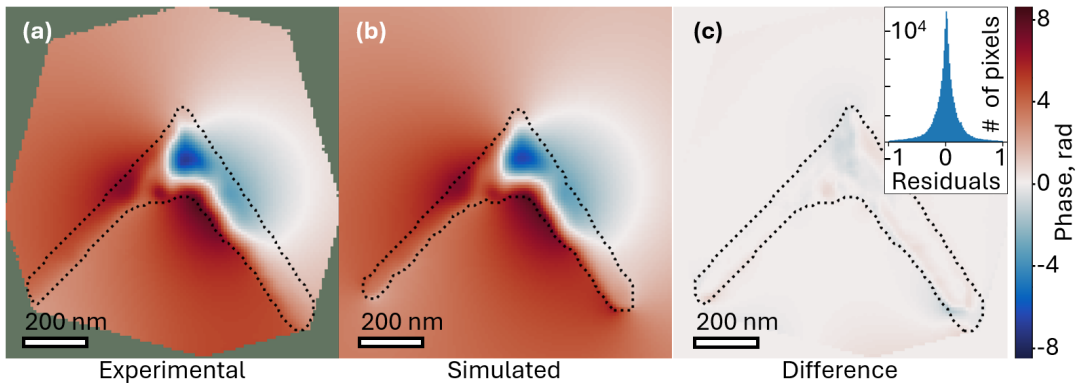 (a)
(b)
(c)
10⁴
# of pixels
-1
0
1
Residuals
8
4
0
-4
-8
Phase, rad
200 nm
200 nm
200 nm
Experimental
Simulated
Difference